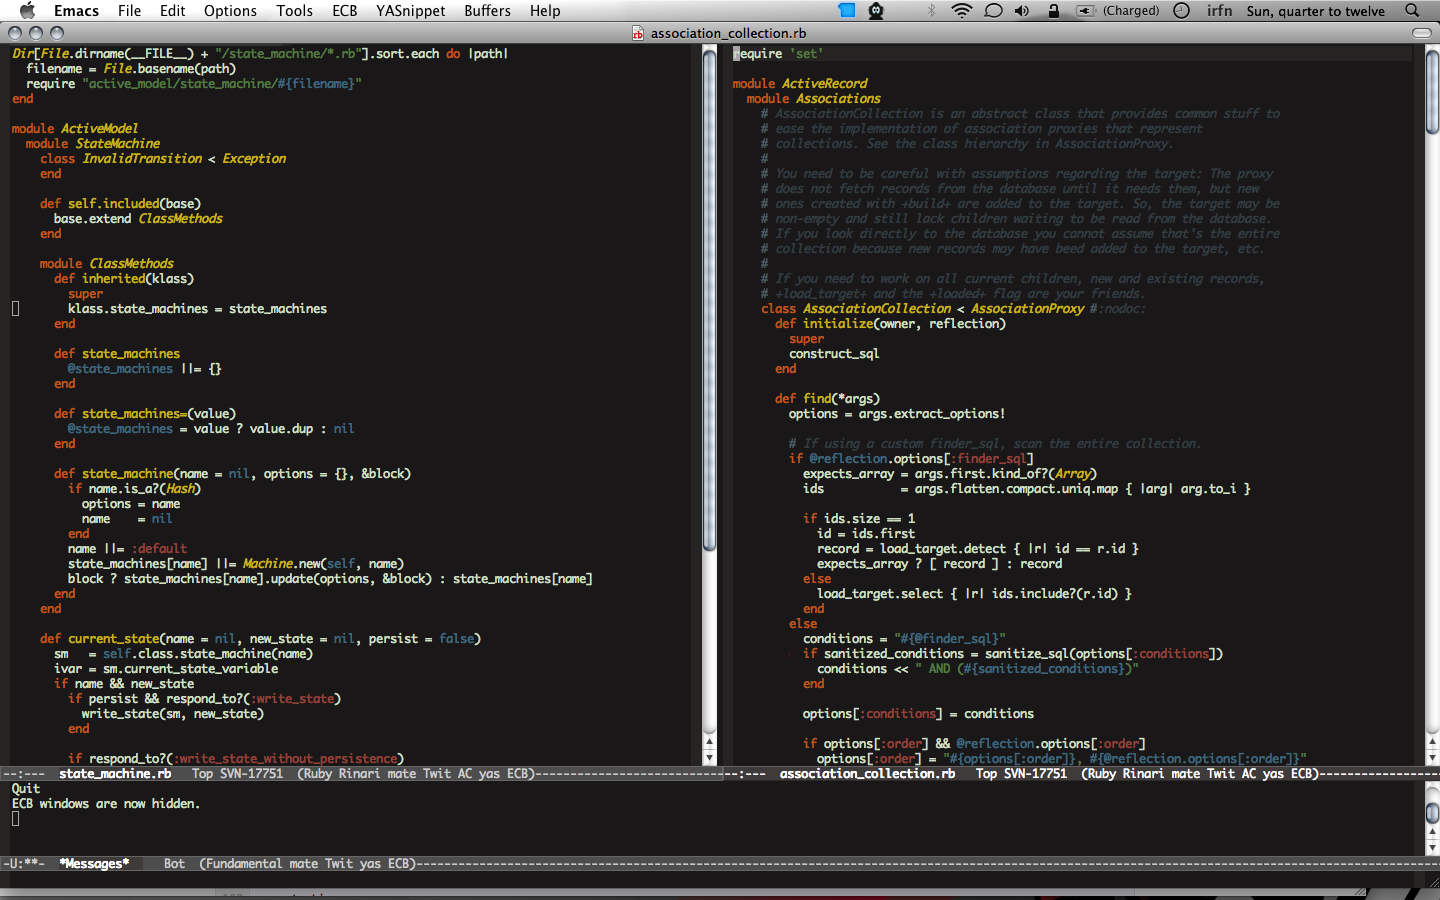 Emacs File Edit Options Tools ECB YASnippet Buffers Help (Charged) irfn Sun, quarter to twelve
association_collection.rb
Dir[File.dirname(__FILE__) + "/state_machine/*.rb"].sort.each do |path|
  filename = File.basename(path)
  require "active_model/state_machine/#{filename}"
end

module ActiveModel
  module StateMachine
    class InvalidTransition < Exception
    end

    def self.included(base)
      base.extend ClassMethods
    end

    module ClassMethods
      def inherited(klass)
        super
        klass.state_machines = state_machines
      end

      def state_machines
        @state_machines ||= {}
      end

      def state_machines=(value)
        @state_machines = value ? value.dup : nil
      end

      def state_machine(name = nil, options = {}, &block)
        if name.is_a?(Hash)
          options = name
          name    = nil
        end
        name ||= :default
        state_machines[name] ||= Machine.new(self, name)
        block ? state_machines[name].update(options, &block) : state_machines[name]
      end
    end

    def current_state(name = nil, new_state = nil, persist = false)
      sm   = self.class.state_machine(name)
      ivar = sm.current_state_variable
      if name && new_state
        if persist && respond_to?(:write_state)
          write_state(sm, new_state)
        end

        if respond_to?(:write_state_without_persistence)
--:---  state_machine.rb   Top SVN-17751  (Ruby Rinari mate Twit AC yas ECB)
require 'set'

module ActiveRecord
  module Associations
    # AssociationCollection is an abstract class that provides common stuff to
    # ease the implementation of association proxies that represent
    # collections. See the class hierarchy in AssociationProxy.
    #
    # You need to be careful with assumptions regarding the target: The proxy
    # does not fetch records from the database until it needs them, but new
    # ones created with +build+ are added to the target. So, the target may be
    # non-empty and still lack children waiting to be read from the database.
    # If you look directly to the database you cannot assume that's the entire
    # collection because new records may have beed added to the target, etc.
    #
    # If you need to work on all current children, new and existing records,
    # +load_target+ and the +loaded+ flag are your friends.
    class AssociationCollection < AssociationProxy #:nodoc:
      def initialize(owner, reflection)
        super
        construct_sql
      end

      def find(*args)
        options = args.extract_options!

        # If using a custom finder_sql, scan the entire collection.
        if @reflection.options[:finder_sql]
          expects_array = args.first.kind_of?(Array)
          ids           = args.flatten.compact.uniq.map { |arg| arg.to_i }

          if ids.size == 1
            id = ids.first
            record = load_target.detect { |r| id == r.id }
            expects_array ? [ record ] : record
          else
            load_target.select { |r| ids.include?(r.id) }
          end
        else
          conditions = "#{@finder_sql}"
          if sanitized_conditions = sanitize_sql(options[:conditions])
            conditions << " AND (#{sanitized_conditions})"
          end

          options[:conditions] = conditions

          if options[:order] && @reflection.options[:order]
            options[:order] = "#{options[:order]}, #{@reflection.options[:order]}"
--:---  association_collection.rb   Top SVN-17751  (Ruby Rinari mate Twit AC yas ECB)
Quit
ECB windows are now hidden.
-U:**-  *Messages*     Bot  (Fundamental mate Twit yas ECB)